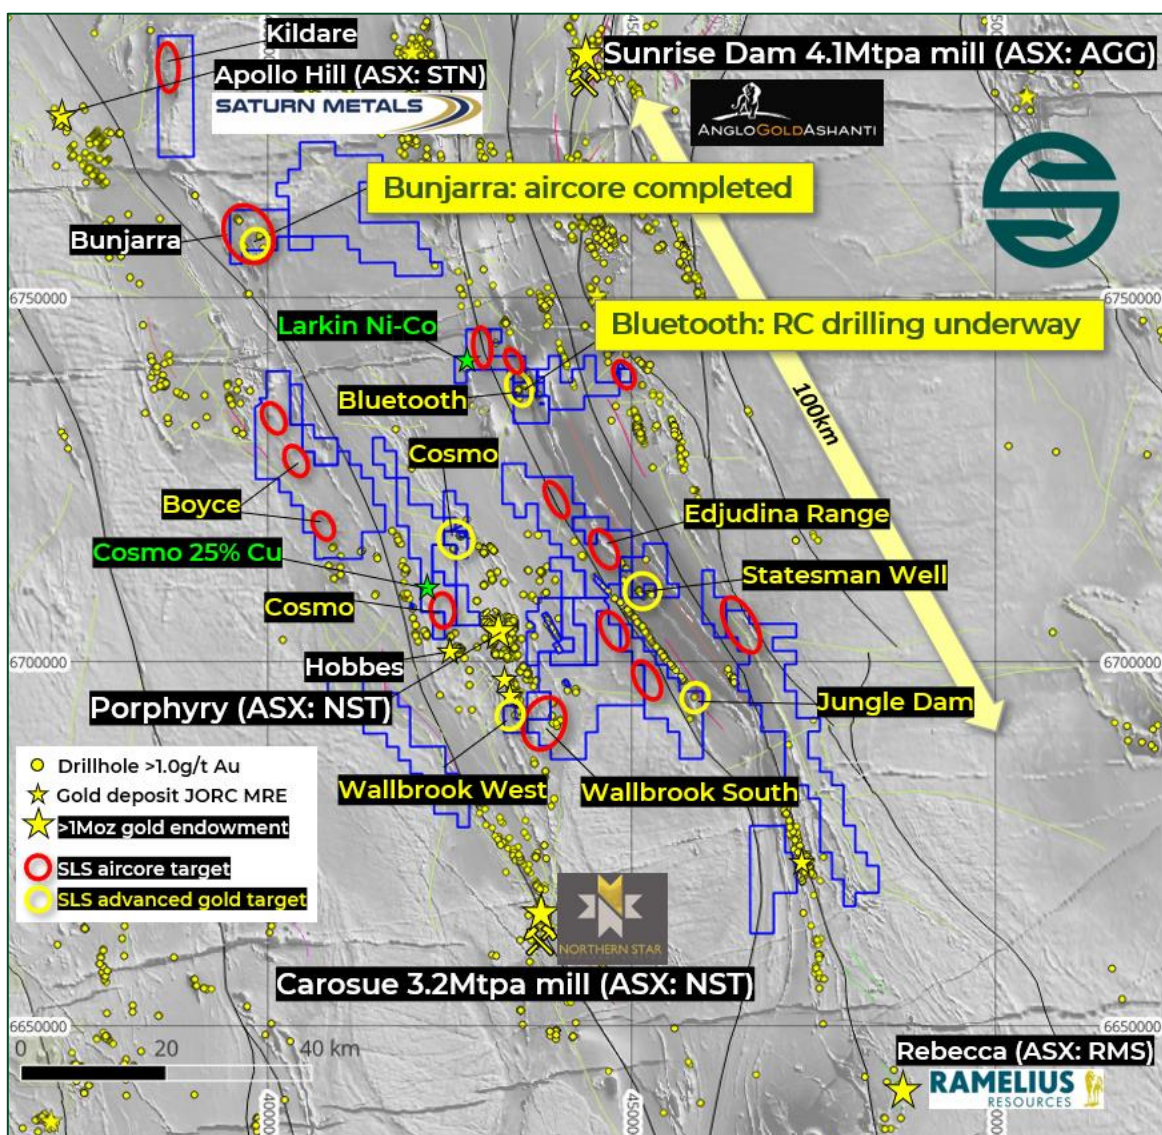 Kildare
Sunrise Dam 4.1Mtpa mill (ASX: AGG)
Apollo Hill (ASX: STN)
SATURN METALS
ANGLOGOLDASHANTI
Bunjarra: aircore completed
Bunjarra
6750000
6750000
Larkin Ni-Co
Bluetooth: RC drilling underway
Bluetooth
100km
Cosmo
Boyce
Edjudina Range
Cosmo 25% Cu
Statesman Well
Cosmo
Hobbes
6700000
6700000
Porphyry (ASX: NST)
Jungle Dam
Wallbrook West
Wallbrook South
Drillhole >1.0g/t Au
Gold deposit JORC MRE
>1Moz gold endowment
SLS aircore target
SLS advanced gold target
NORTHERN STAR
Carosue 3.2Mtpa mill (ASX: NST)
6650000
6650000
0 20 40 km
Rebecca (ASX: RMS)
RAMELIUS
RESOURCES